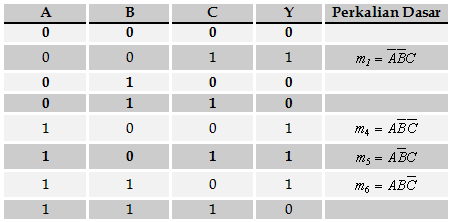 A B C Y Perkalian Dasar
0 0 0 0
0 0 1 1 m₁ = A̅B̅C
0 1 0 0
0 1 1 0
1 0 0 1 m₄ = AB̅C̅
1 0 1 1 m₅ = AB̅C
1 1 0 1 m₆ = ABC̅
1 1 1 0